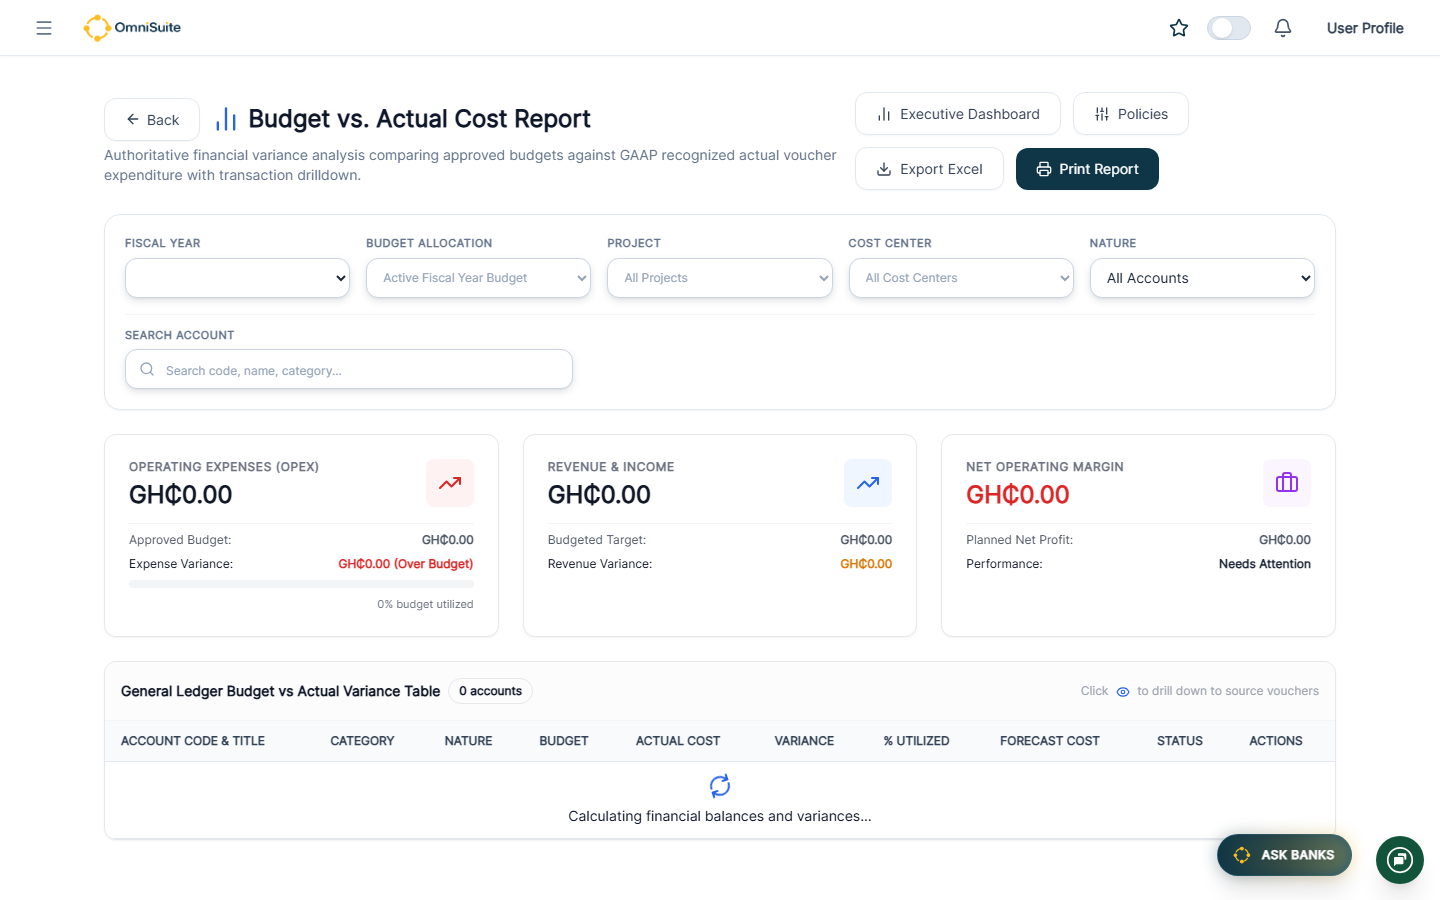 OmniSuite
User Profile
Back
Budget vs. Actual Cost Report
Authoritative financial variance analysis comparing approved budgets against GAAP recognized actual voucher
expenditure with transaction drilldown.
Executive Dashboard
Policies
Export Excel
Print Report
FISCAL YEAR
BUDGET ALLOCATION
PROJECT
COST CENTER
NATURE
Active Fiscal Year Budget
All Projects
All Cost Centers
All Accounts
SEARCH ACCOUNT
Search code, name, category...
OPERATING EXPENSES (OPEX)
GH₵0.00
Approved Budget: GH₵0.00
Expense Variance: GH₵0.00 (Over Budget)
0% budget utilized
REVENUE & INCOME
GH₵0.00
Budgeted Target: GH₵0.00
Revenue Variance: GH₵0.00
NET OPERATING MARGIN
GH₵0.00
Planned Net Profit: GH₵0.00
Performance: Needs Attention
General Ledger Budget vs Actual Variance Table 0 accounts
Click to drill down to source vouchers
ACCOUNT CODE & TITLE CATEGORY NATURE BUDGET ACTUAL COST VARIANCE % UTILIZED FORECAST COST STATUS ACTIONS
Calculating financial balances and variances...
ASK BANKS